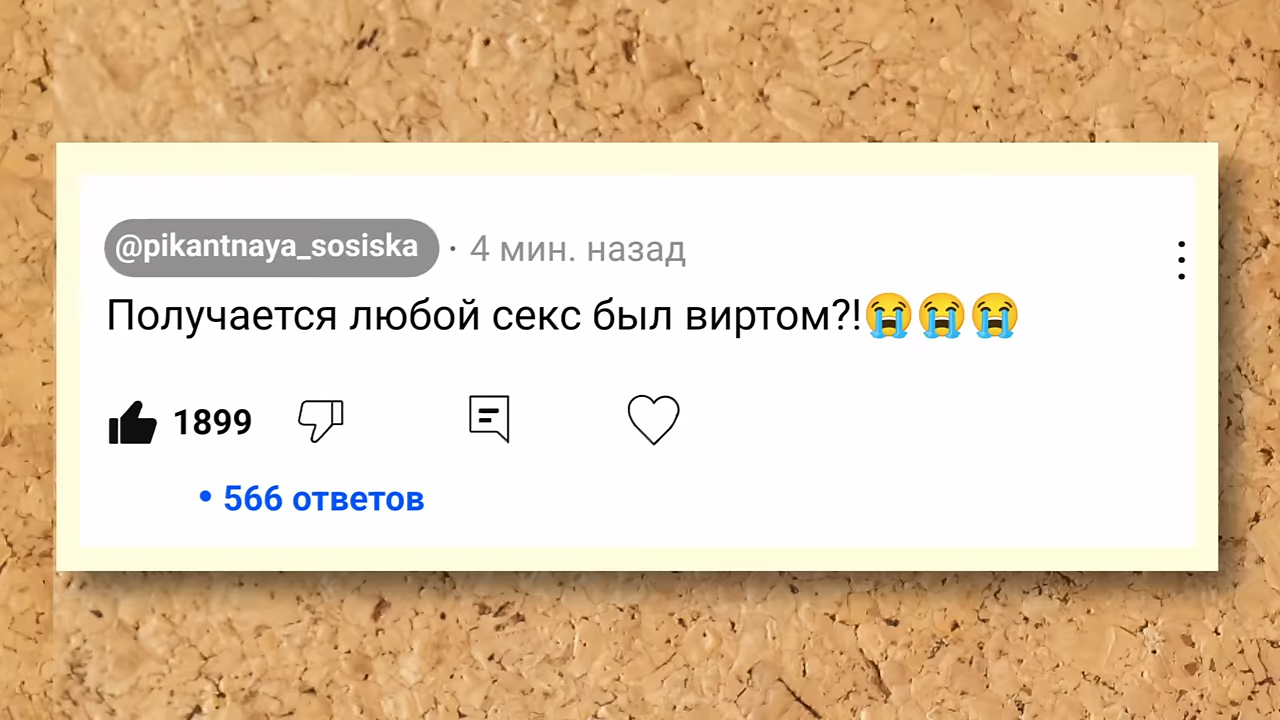 @pikantnaya_sosiska · 4 мин. назад
Получается любой секс был виртом?!😭😭😭
1899
• 566 ответов